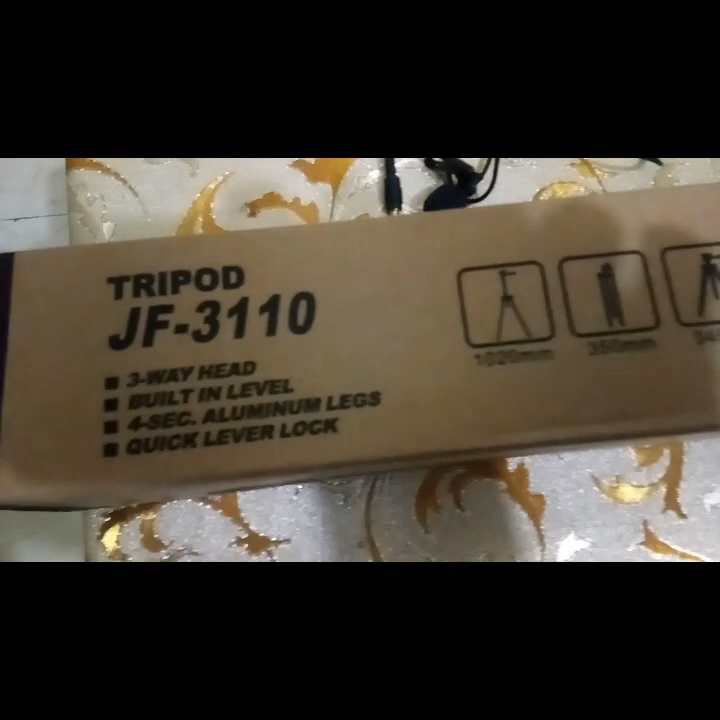 TRIPOD
JF-3110
■ 3-WAY HEAD
■ BUILT IN LEVEL
■ 4-SEC. ALUMINUM LEGS
■ QUICK LEVER LOCK
1020mm
350mm